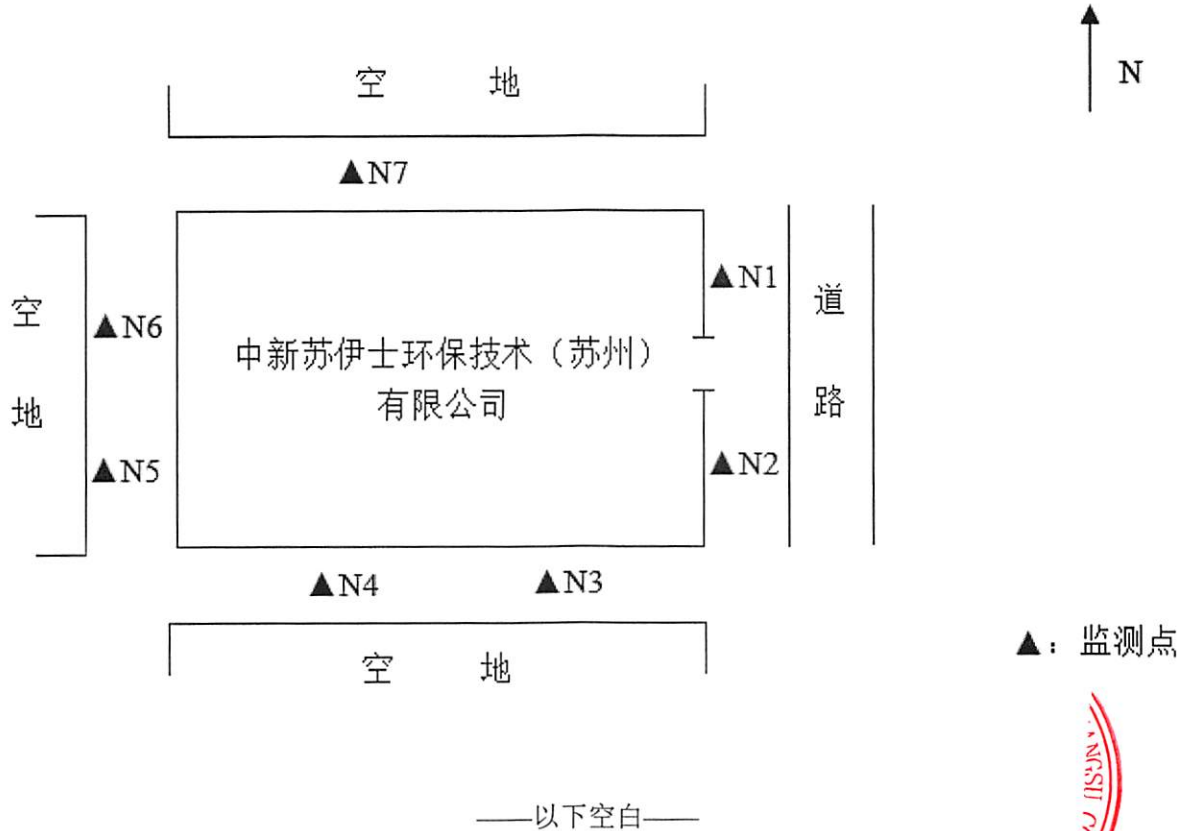 N
空 地
▲N7
▲N1
道
路
空
地
▲N6
中新苏伊士环保技术（苏州）
有限公司
▲N5
▲N2
▲N4
▲N3
空 地
▲：监测点
——以下空白——